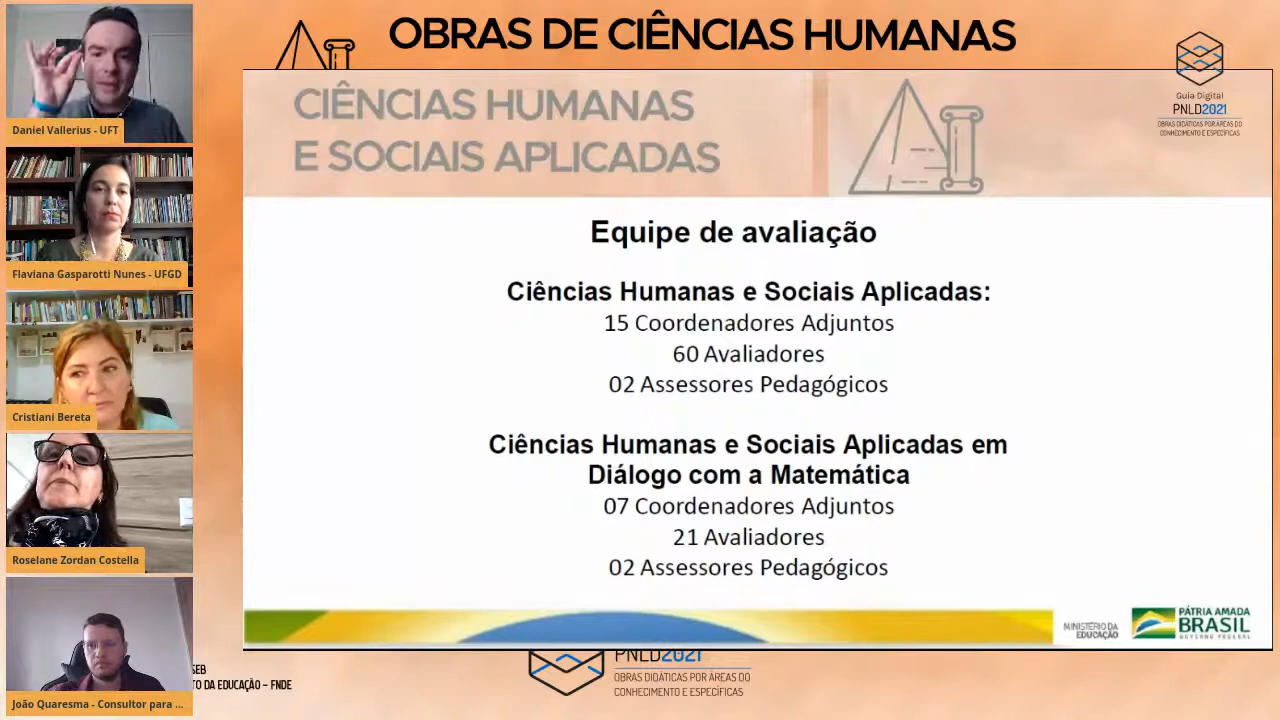 OBRAS DE CIÊNCIAS HUMANAS
Guia Digital
PNLD2021
OBRAS DIDÁTICAS POR ÁREAS DO
CONHECIMENTO E ESPECÍFICAS
CIÊNCIAS HUMANAS
E SOCIAIS APLICADAS
Equipe de avaliação
Ciências Humanas e Sociais Aplicadas:
15 Coordenadores Adjuntos
60 Avaliadores
02 Assessores Pedagógicos
Ciências Humanas e Sociais Aplicadas em
Diálogo com a Matemática
07 Coordenadores Adjuntos
21 Avaliadores
02 Assessores Pedagógicos
MINISTÉRIO DA
EDUCAÇÃO
PÁTRIA AMADA
BRASIL
GOVERNO FEDERAL
Daniel Vallerius - UFT
Flaviana Gasparotti Nunes - UFGD
Cristiani Bereta
Roselane Zordan Costella
João Quaresma - Consultor para ...
SEB
TO DA EDUCAÇÃO – FNDE
PNLD2021
OBRAS DIDÁTICAS POR ÁREAS DO
CONHECIMENTO E ESPECÍFICAS